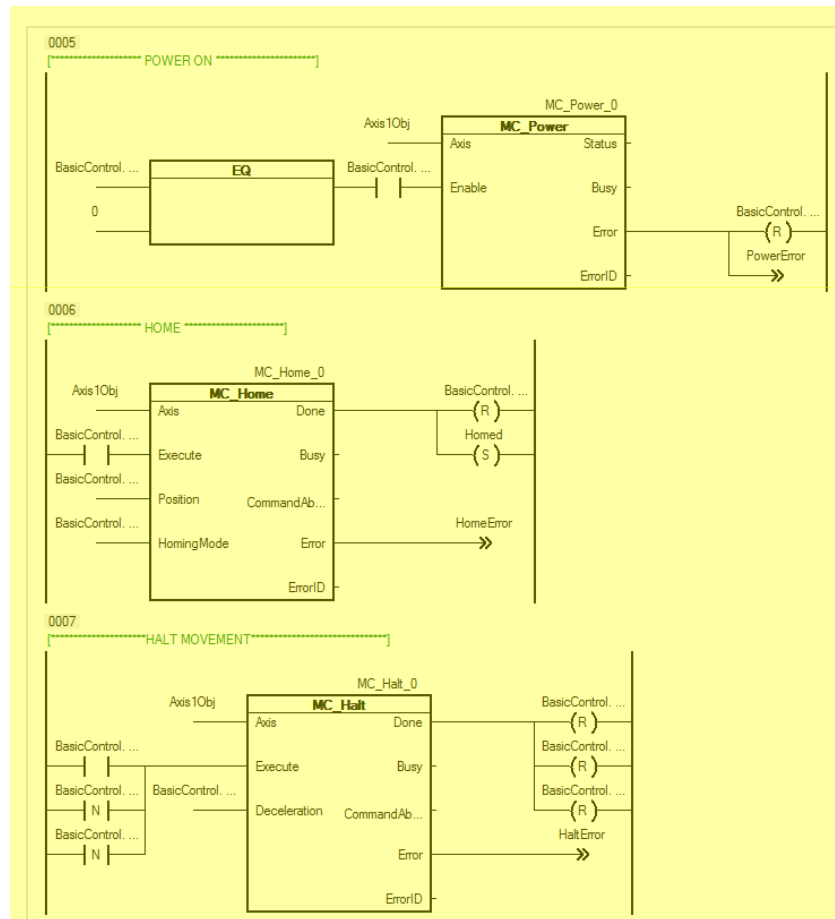 0005
[******************** POWER ON **********************]
MC_Power_0
Axis1Obj MC_Power
Axis Status
BasicControl. ... EQ BasicControl. ...
Enable Busy
0 BasicControl. ...
Error ( R )
PowerError
ErrorID
0006
[******************** HOME **********************]
MC_Home_0
Axis1Obj MC_Home BasicControl. ...
Axis Done ( R )
BasicControl. ... Homed
Execute Busy ( S )
BasicControl. ...
Position CommandAb...
BasicControl. ... HomeError
HomingMode Error
ErrorID
0007
[*********************HALT MOVEMENT******************************]
MC_Halt_0
Axis1Obj MC_Halt BasicControl. ...
Axis Done ( R )
BasicControl. ... BasicControl. ...
Execute Busy ( R )
BasicControl. ... BasicControl. ... BasicControl. ...
N Deceleration CommandAb... ( R )
BasicControl. ... HaltError
N Error
ErrorID